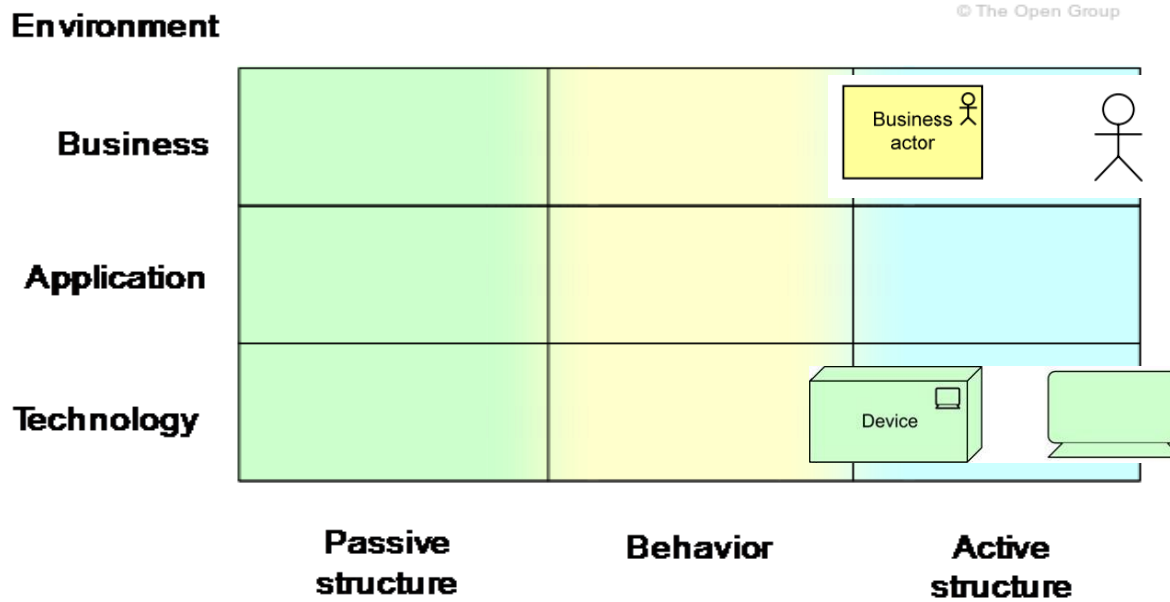 © The Open Group
Environment
Business
Business
actor
Application
Technology
Device
Passive
structure
Behavior
Active
structure